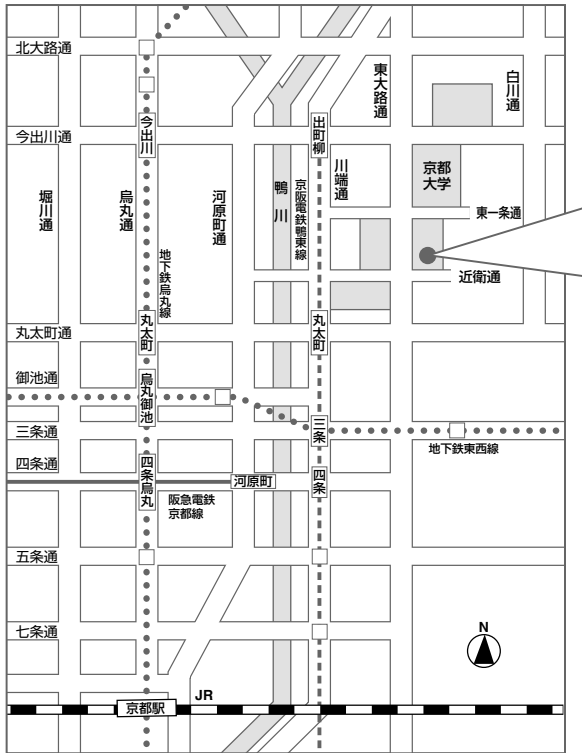 北大路通
東大路通
白川通
今出川通
今出川
出町柳
堀川通
烏丸通
河原町通
鴨川
京阪電鉄鴨東線
川端通
京都
大学
東一条通
近衛通
地下鉄烏丸線
丸太町通
丸太町
丸太町
御池通
烏丸御池
三条通
三条
地下鉄東西線
四条通
四条烏丸
河原町
四条
阪急電鉄
京都線
五条通
七条通
N
JR
京都駅